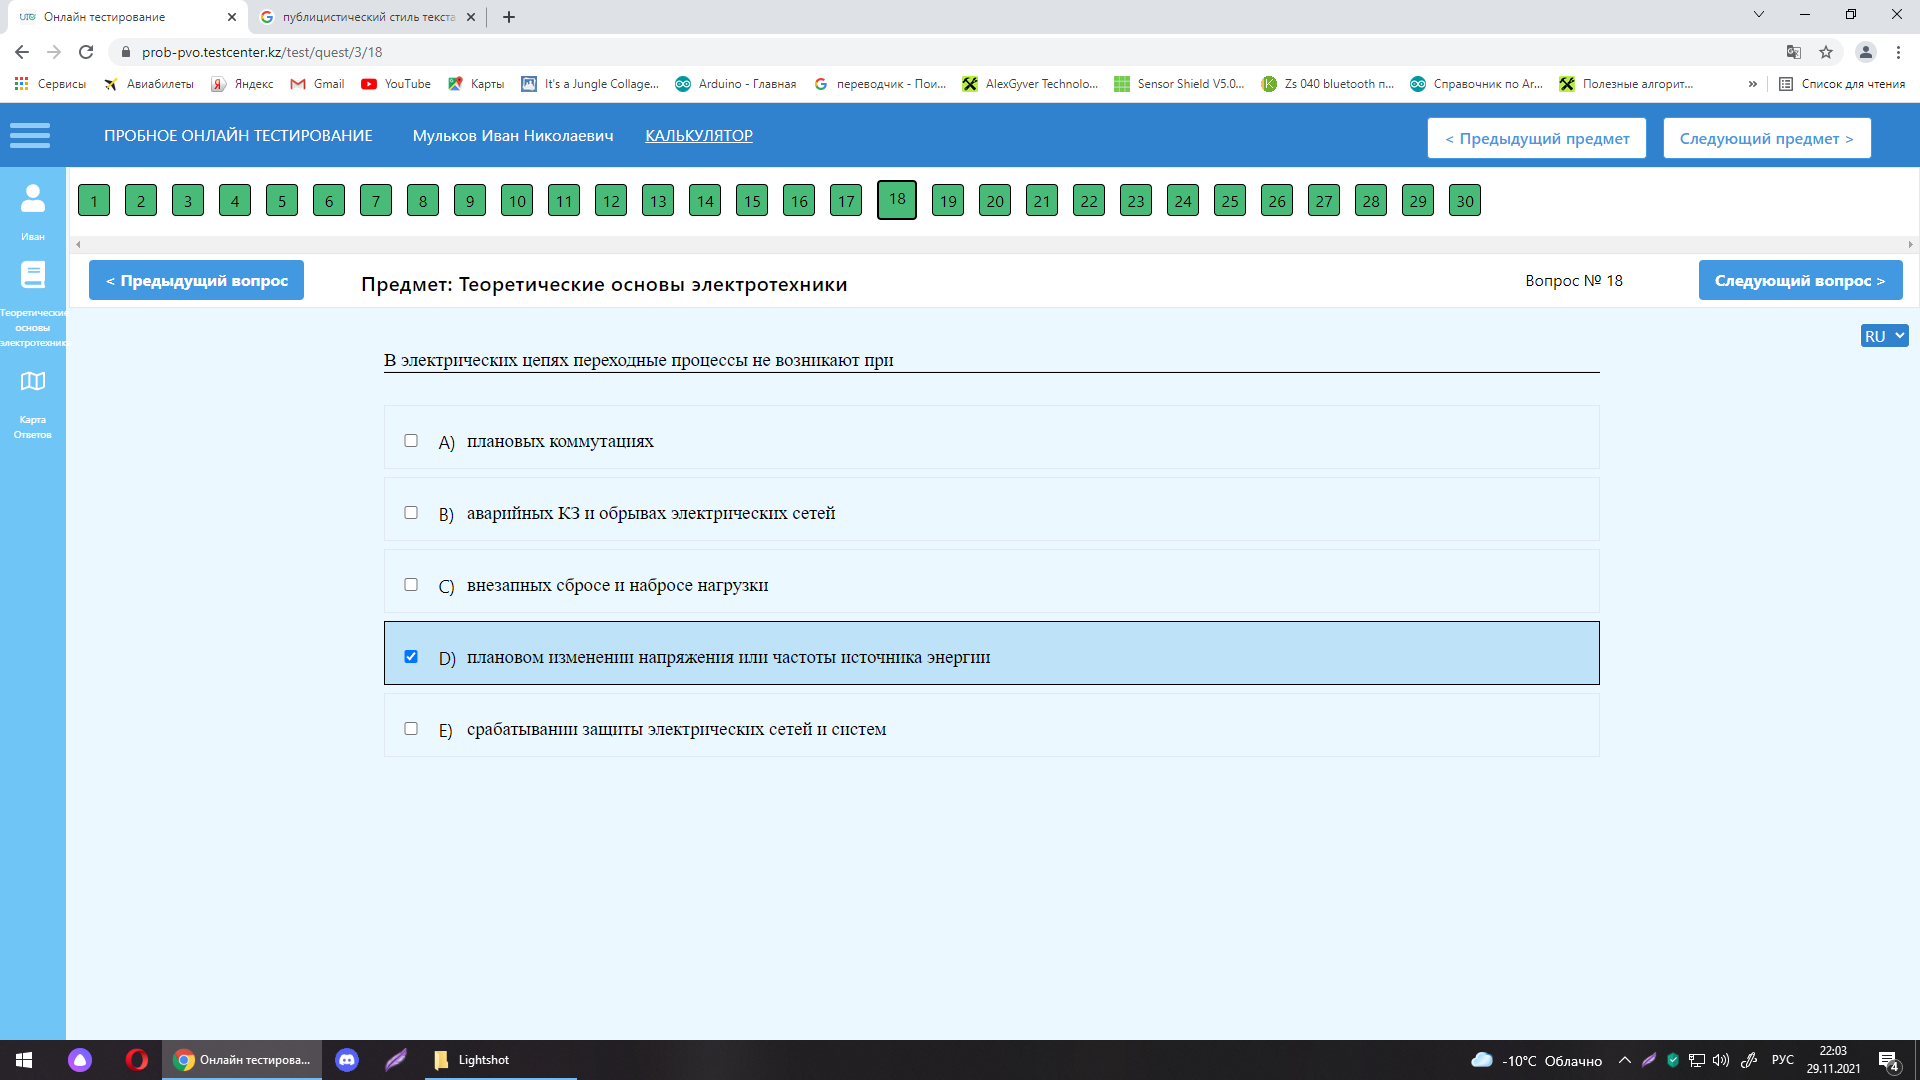 Онлайн тестирование
публицистический стиль текста
prob-pvo.testcenter.kz/test/quest/3/18
Сервисы Авиабилеты Яндекс Gmail YouTube Карты It's a Jungle Collage... Arduino - Главная переводчик - Пои... AlexGyver Technolo... Sensor Shield V5.0... Zs 040 bluetooth п... Справочник по Ar... Полезные алгорит... » Список для чтения
ПРОБНОЕ ОНЛАЙН ТЕСТИРОВАНИЕ Мульков Иван Николаевич КАЛЬКУЛЯТОР < Предыдущий предмет Следующий предмет >
1 2 3 4 5 6 7 8 9 10 11 12 13 14 15 16 17 18 19 20 21 22 23 24 25 26 27 28 29 30
Иван
Теоретические
основы
электротехник
Карта
Ответов
< Предыдущий вопрос Предмет: Теоретические основы электротехники Вопрос № 18 Следующий вопрос >
RU
В электрических цепях переходные процессы не возникают при
A) плановых коммутациях
B) аварийных КЗ и обрывах электрических сетей
C) внезапных сбросе и набросе нагрузки
D) плановом изменении напряжения или частоты источника энергии
E) срабатывании защиты электрических сетей и систем
Онлайн тестирова... Lightshot -10°C Облачно РУС 22:03
29.11.2021
4